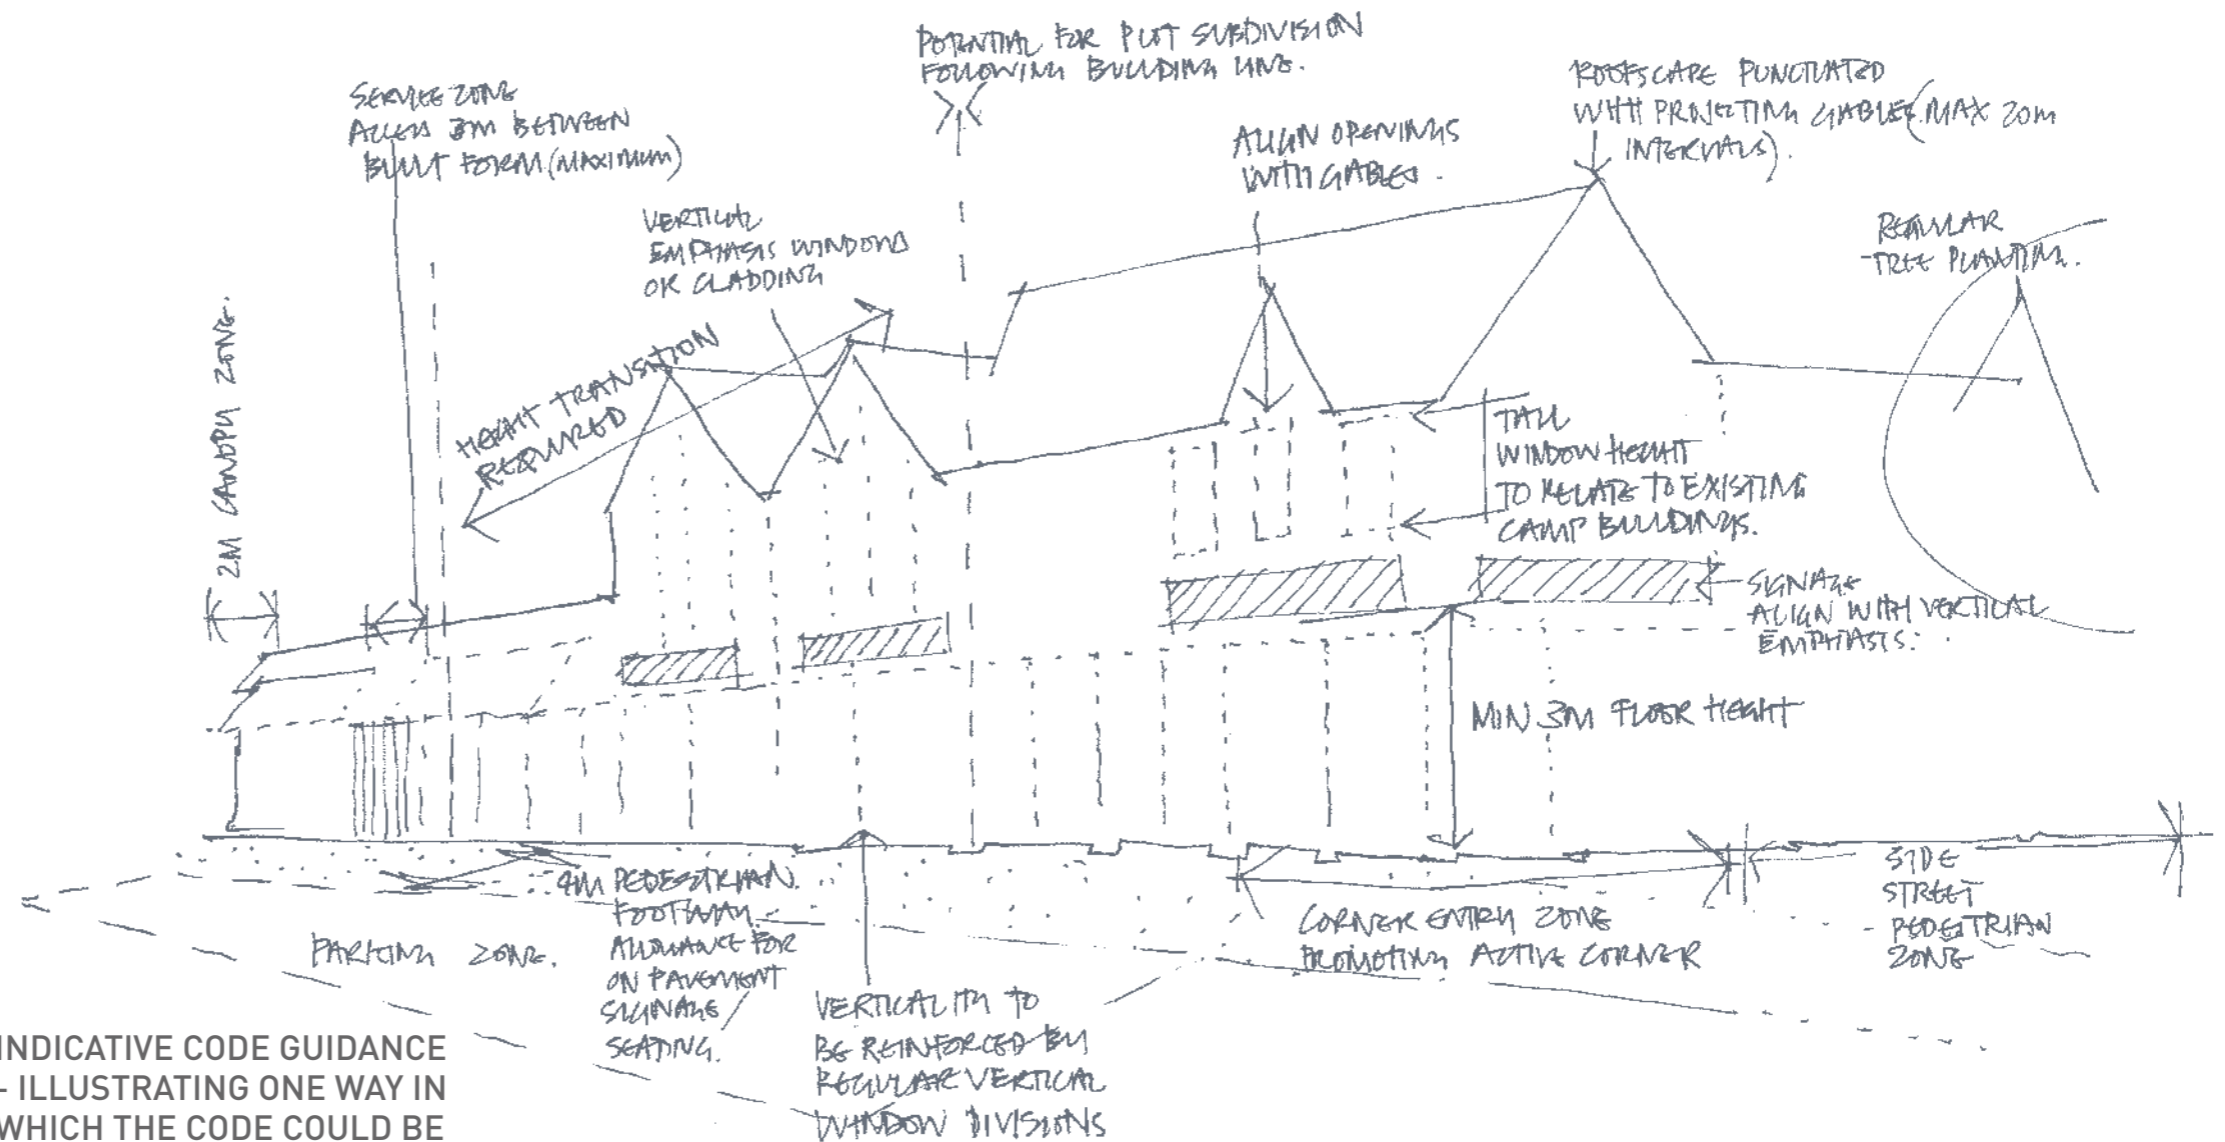 POTENTIAL FOR PLOT SUBDIVISION
FOLLOWING BUILDING LINE.
SERVICE ZONE
ACCESS 3M BETWEEN
BUILT FORM (MAXIMUM)
ROOFSCAPE PUNCTUATED
WITH PROJECTING GABLES (MAX 20m
INTERVALS).
ALIGN OPENINGS
WITH GABLES.
VERTICAL
EMPHASIS WINDOWS
OR CLADDING
REGULAR
TREE PLANTING.
2M CANOPY ZONE.
HEIGHT TRANSITION
REQUIRED
TALL
WINDOW HEIGHT
TO RELATE TO EXISTING
CAMP BUILDINGS.
SIGNAGE
ALIGN WITH VERTICAL
EMPHASIS.
MIN 3M FLOOR HEIGHT
4M PEDESTRIAN
FOOTWAY
ALLOWANCE FOR
ON PAVEMENT
SIGNAGE
SEATING.
PARKING ZONE.
CORNER ENTRY ZONE
PROMOTING ACTIVE CORNER
SIDE
STREET
PEDESTRIAN
ZONE
VERTICALITY TO
BE REINFORCED BY
REGULAR VERTICAL
WINDOW DIVISIONS
INDICATIVE CODE GUIDANCE
- ILLUSTRATING ONE WAY IN
WHICH THE CODE COULD BE